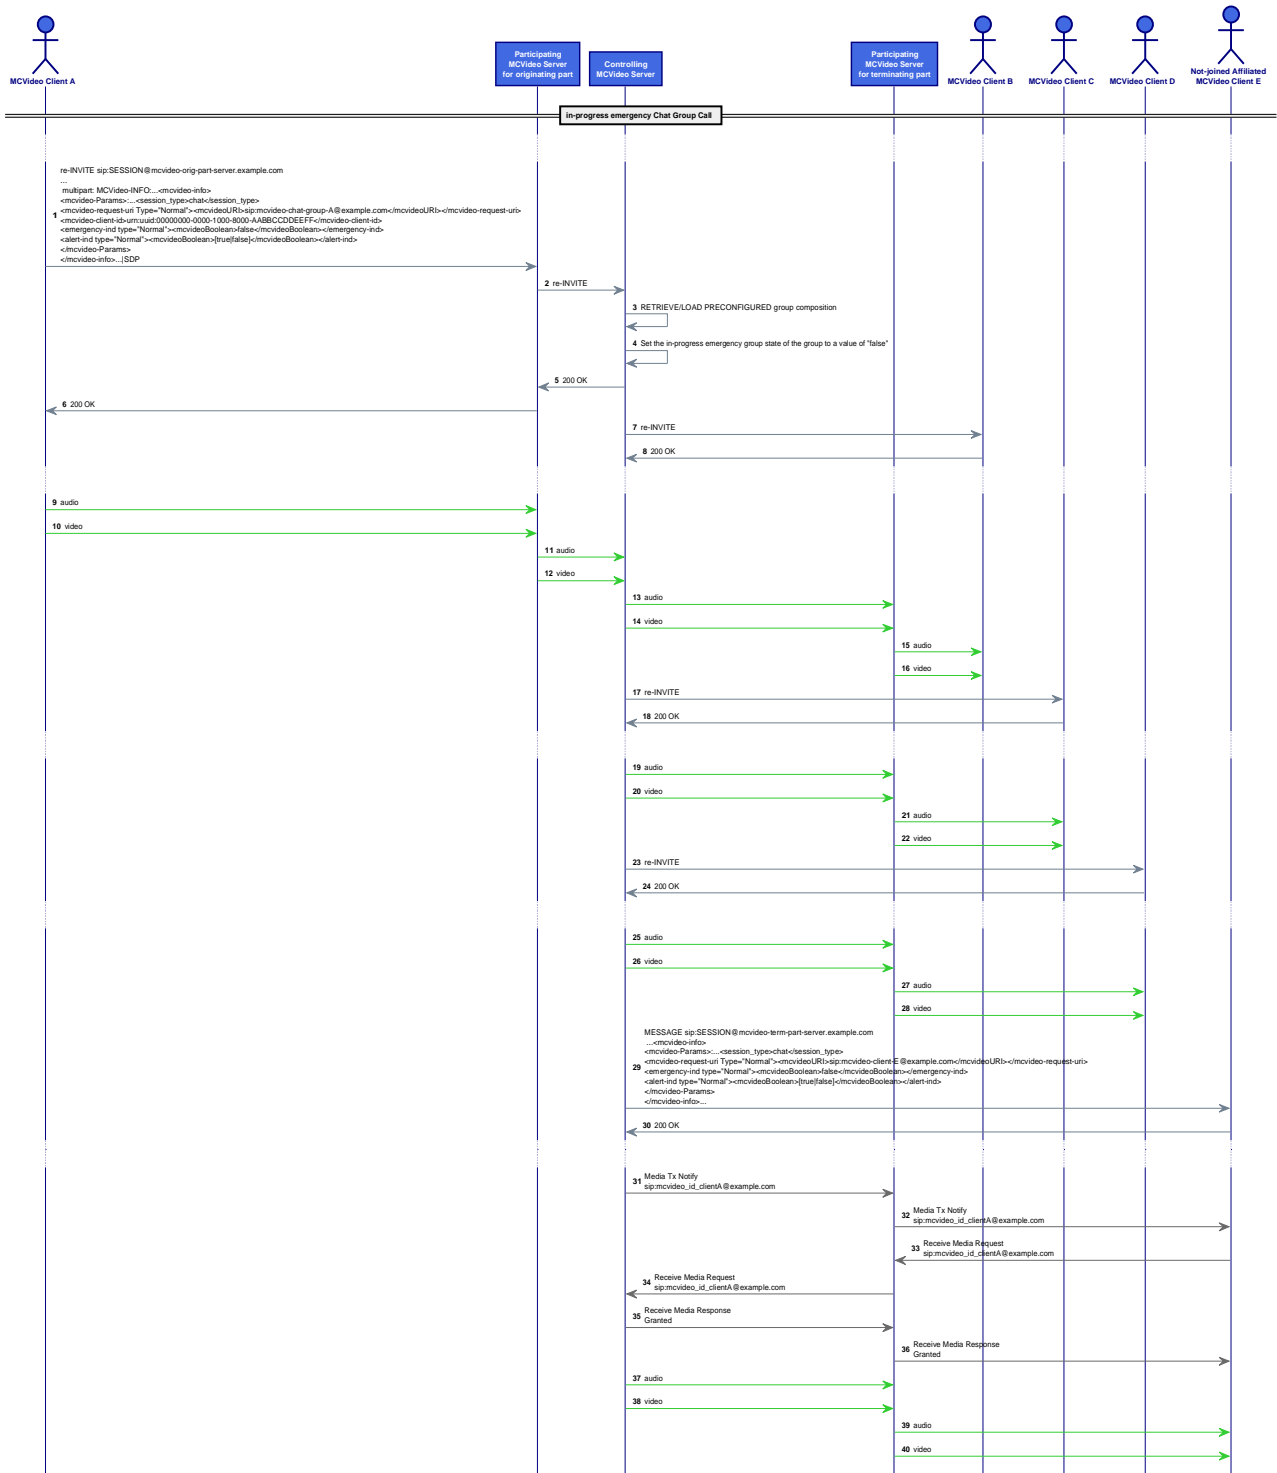 MCVideo Client A
Participating
MCVideo Server
for originating part
Controlling
MCVideo Server
Participating
MCVideo Server
for terminating part
MCVideo Client B
MCVideo Client C
MCVideo Client D
Not-joined Affiliated
MCVideo Client E
in-progress emergency Chat Group Call
re-INVITE sip:SESSION@mcvideo-orig-part-server.example.com
...
multipart: MCVideo-INFO:...<mcvideo-info>
<mcvideo-Params>:...<session_type>chat</session_type>
1 <mcvideo-request-uri Type="Normal"><mcvideoURI>sip:mcvideo-chat-group-A@example.com</mcvideoURI></mcvideo-request-uri>
<mcvideo-client-id>urn:uuid:00000000-0000-1000-8000-AABBCCDDEEFF</mcvideo-client-id>
<emergency-ind type="Normal"><mcvideoBoolean>false</mcvideoBoolean></emergency-ind>
<alert-ind type="Normal"><mcvideoBoolean>[true|false]</mcvideoBoolean></alert-ind>
</mcvideo-Params>
</mcvideo-info>...|SDP
2 re-INVITE
3 RETRIEVE/LOAD PRECONFIGURED group composition
4 Set the in-progress emergency group state of the group to a value of "false"
5 200 OK
6 200 OK
7 re-INVITE
8 200 OK
9 audio
10 video
11 audio
12 video
13 audio
14 video
15 audio
16 video
17 re-INVITE
18 200 OK
19 audio
20 video
21 audio
22 video
23 re-INVITE
24 200 OK
25 audio
26 video
27 audio
28 video
MESSAGE sip:SESSION@mcvideo-term-part-server.example.com
...<mcvideo-info>
<mcvideo-Params>:...<session_type>chat</session_type>
<mcvideo-request-uri Type="Normal"><mcvideoURI>sip:mcvideo-client-E@example.com</mcvideoURI></mcvideo-request-uri>
29 <emergency-ind type="Normal"><mcvideoBoolean>false</mcvideoBoolean></emergency-ind>
<alert-ind type="Normal"><mcvideoBoolean>[true|false]</mcvideoBoolean></alert-ind>
</mcvideo-Params>
</mcvideo-info>...
30 200 OK
31 Media Tx Notify
sip:mcvideo_id_clientA@example.com
32 Media Tx Notify
sip:mcvideo_id_clientA@example.com
33 Receive Media Request
sip:mcvideo_id_clientA@example.com
34 Receive Media Request
sip:mcvideo_id_clientA@example.com
35 Receive Media Response
Granted
36 Receive Media Response
Granted
37 audio
38 video
39 audio
40 video